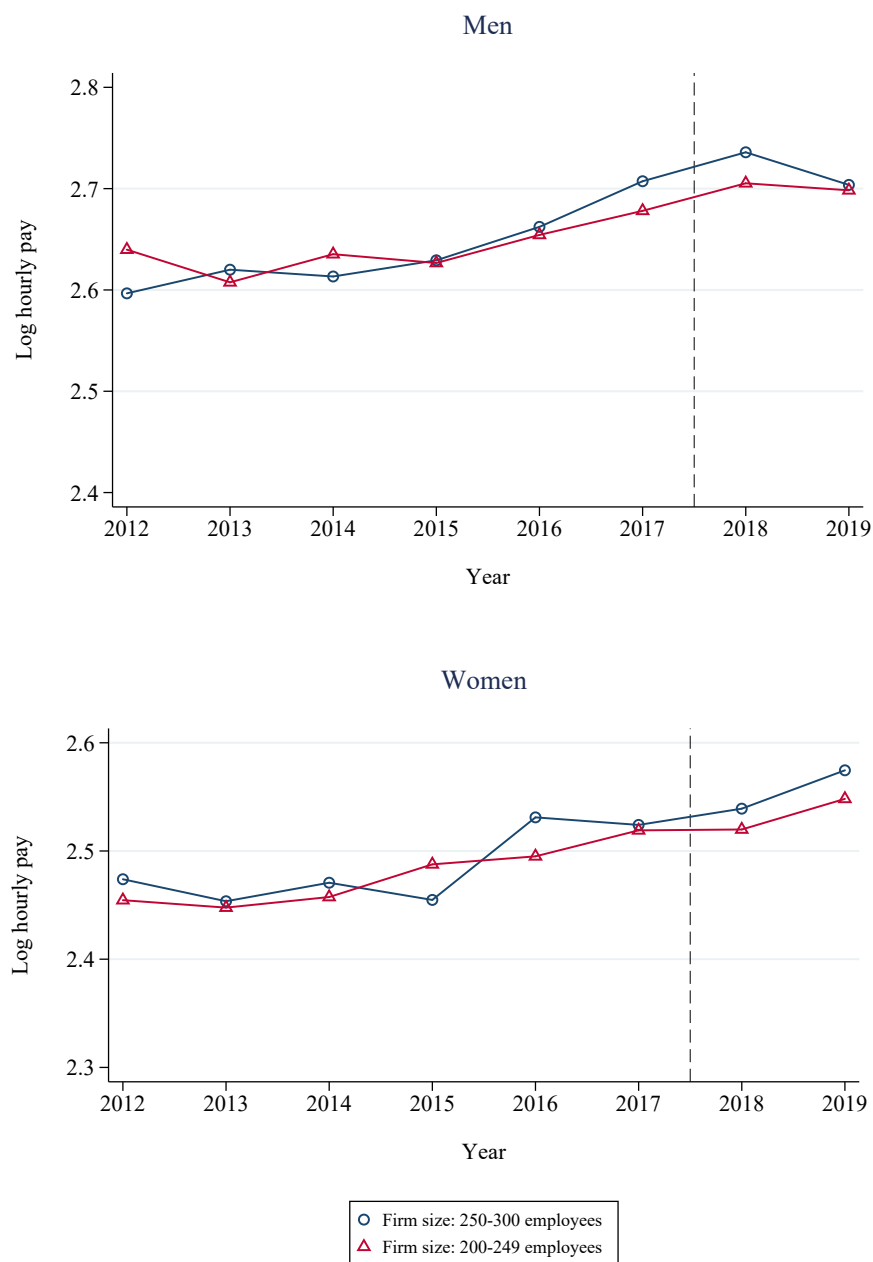 Men
2.8
2.7
2.6
2.5
2.4
Log hourly pay
2012 2013 2014 2015 2016 2017 2018 2019
Year
Women
2.6
2.5
2.4
2.3
Log hourly pay
2012 2013 2014 2015 2016 2017 2018 2019
Year
Firm size: 250-300 employees
Firm size: 200-249 employees